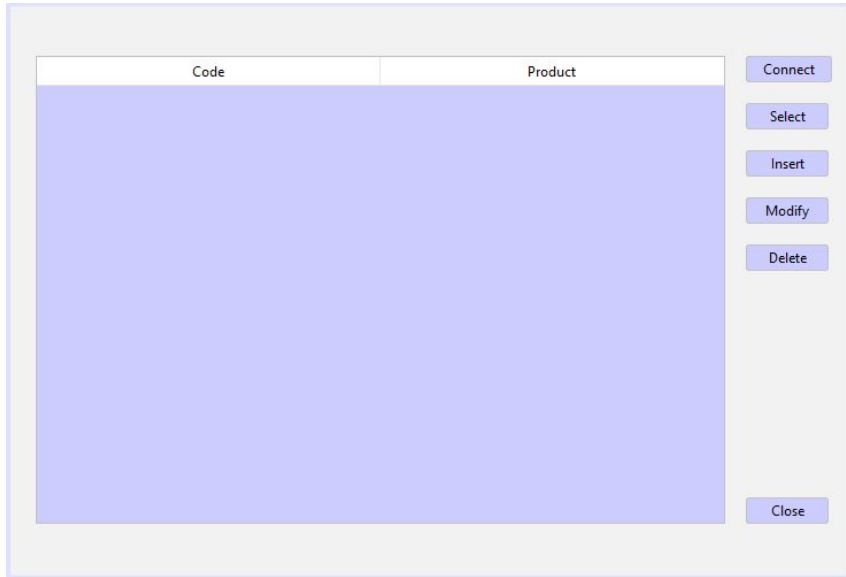 Code Product
Connect
Select
Insert
Modify
Delete
Close